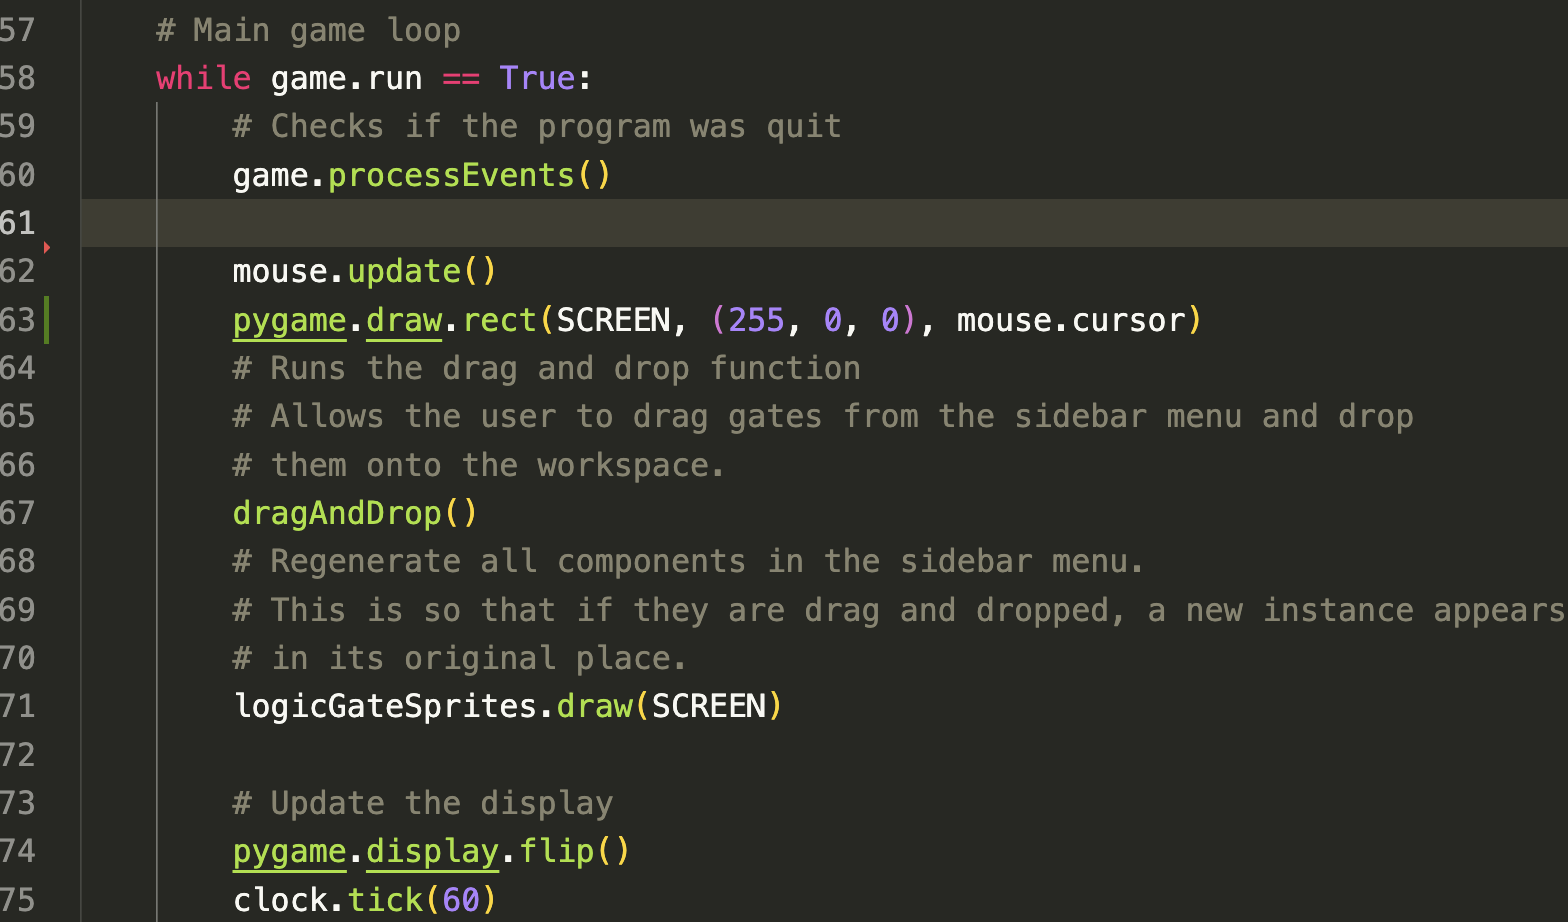 57 # Main game loop
58 while game.run == True:
59 # Checks if the program was quit
60 game.processEvents()
61
62 mouse.update()
63 pygame.draw.rect(SCREEN, (255, 0, 0), mouse.cursor)
64 # Runs the drag and drop function
65 # Allows the user to drag gates from the sidebar menu and drop
66 # them onto the workspace.
67 dragAndDrop()
68 # Regenerate all components in the sidebar menu.
69 # This is so that if they are drag and dropped, a new instance appears
70 # in its original place.
71 logicGateSprites.draw(SCREEN)
72
73 # Update the display
74 pygame.display.flip()
75 clock.tick(60)